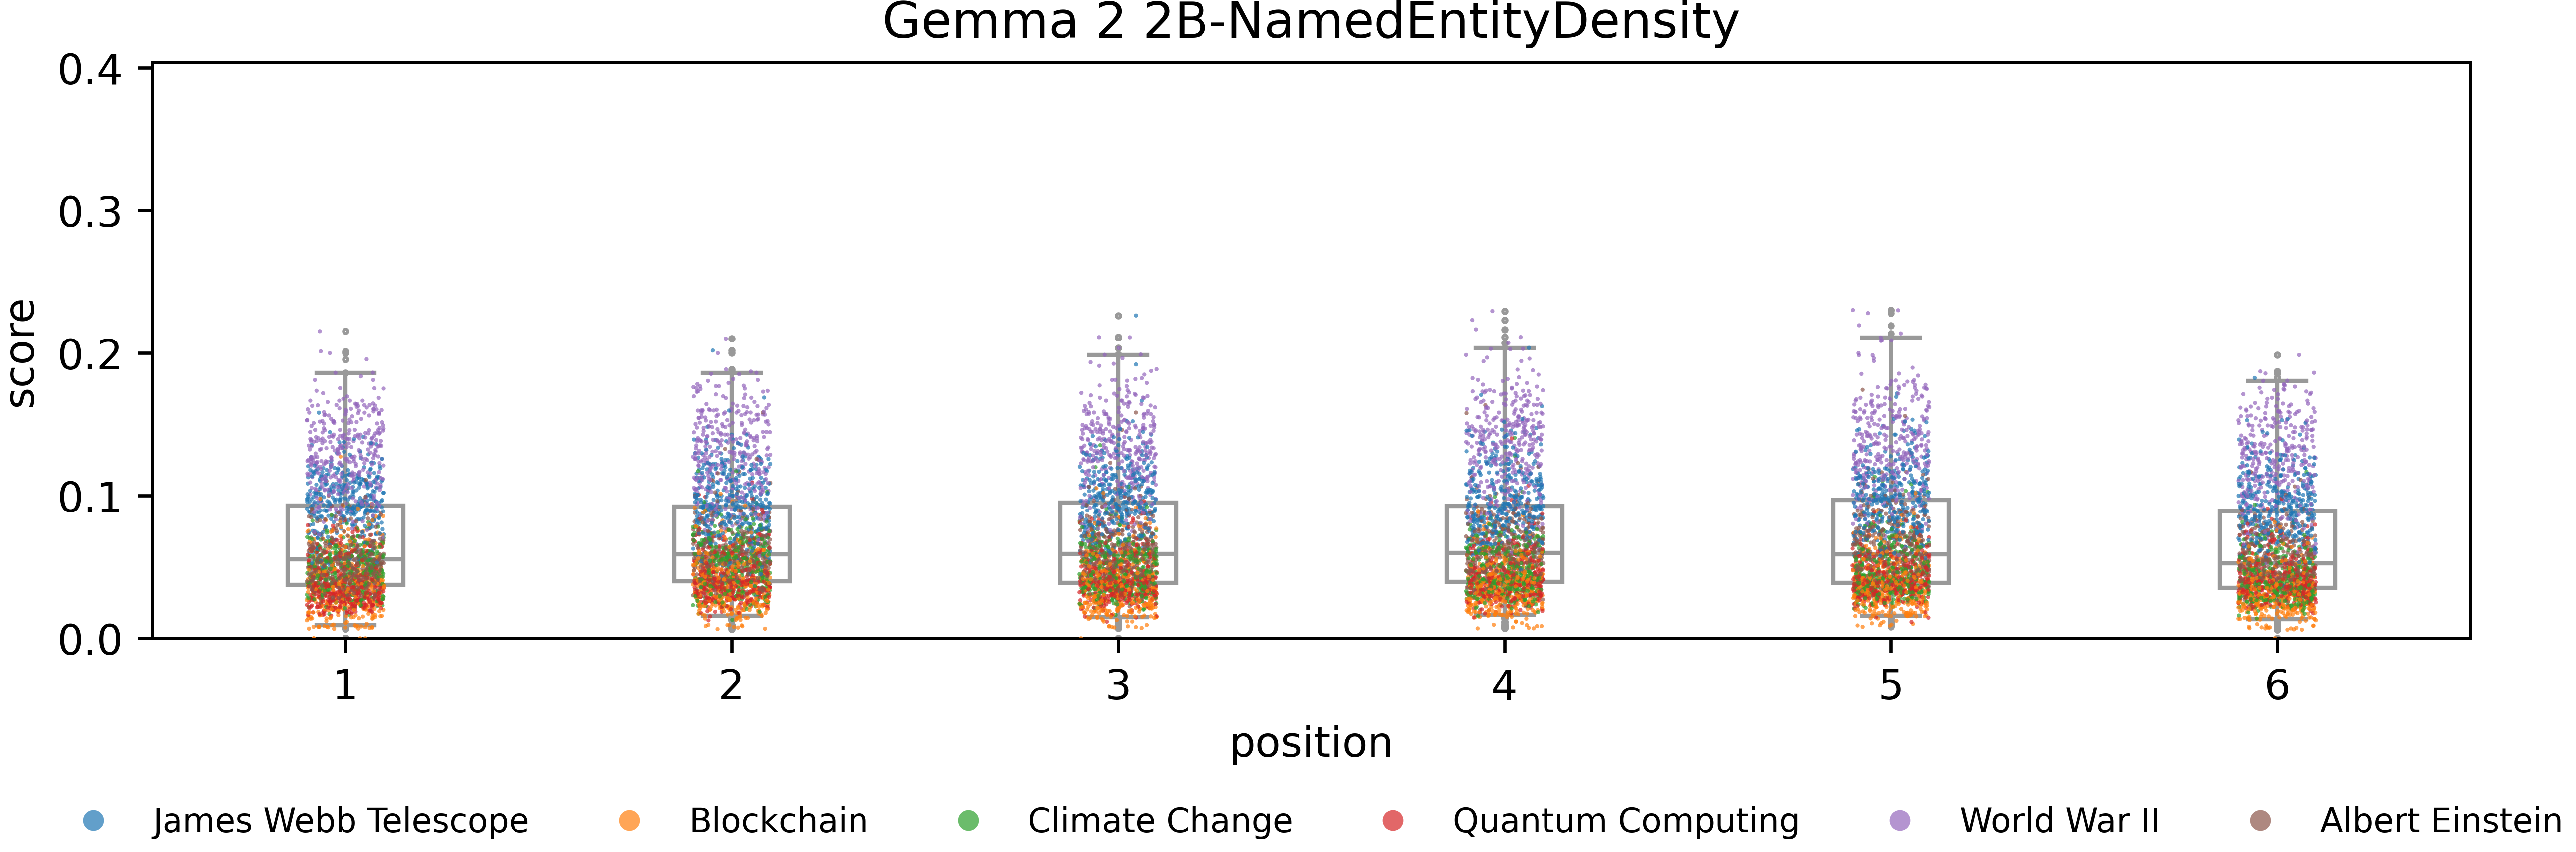 Gemma 2 2B-NamedEntityDensity
0.4
0.3
0.2
0.1
0.0
score
1 2 3 4 5 6
position
James Webb Telescope Blockchain Climate Change Quantum Computing World War II Albert Einstein